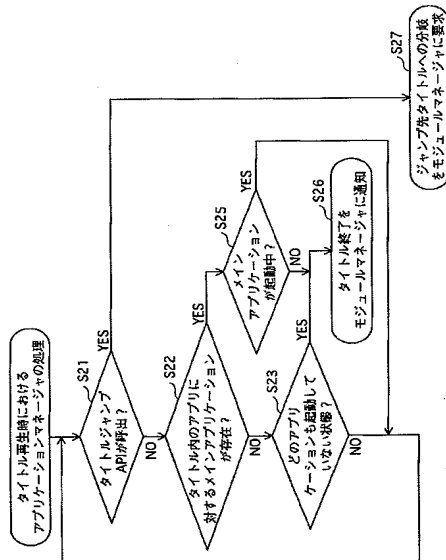 タイトル再生時における
アプリケーションマネージャの処理
S21
タイトルジャンプ
APIが呼出?
YES
NO
S22
タイトル内のアプリに
対するメインアプリケーション
が存在?
YES
NO
S25
メイン
アプリケーション
が起動中?
YES
NO
S23
どのアプリ
ケーションも起動して
いない状態?
YES
NO
S26
タイトル終了を
モジュールマネージャに通知
S27
ジャンプ先タイトルへの分岐
をモジュールマネージャに要求